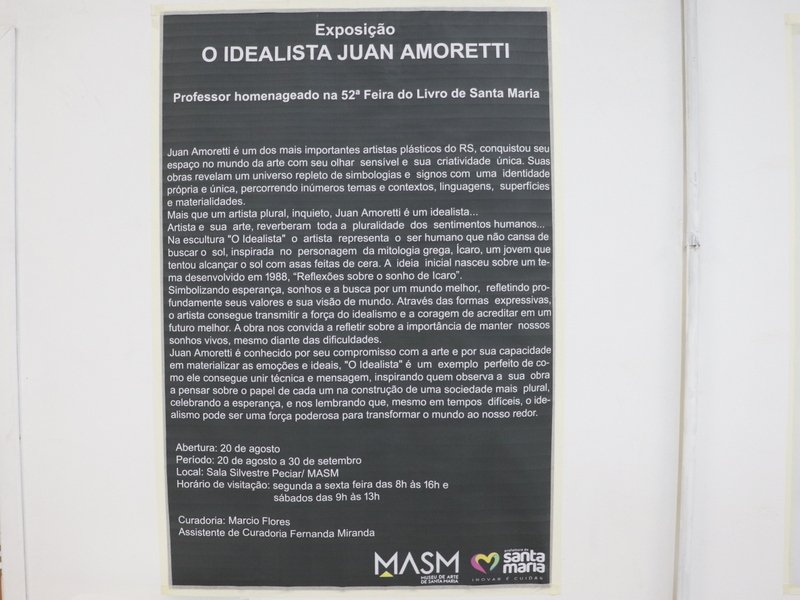 Exposição
O IDEALISTA JUAN AMORETTI
Professor homenageado na 52ª Feira do Livro de Santa Maria
Juan Amoretti é um dos mais importantes artistas plásticos do RS, conquistou seu
espaço no mundo da arte com seu olhar sensível e sua criatividade única. Suas
obras revelam um universo repleto de simbologias e signos com uma identidade
própria e única, percorrendo inúmeros temas e contextos, linguagens, superfícies
e materialidades.
Mais que um artista plural, inquieto, Juan Amoretti é um idealista...
Artista e sua arte, reverberam toda a pluralidade dos sentimentos humanos...
Na escultura "O Idealista" o artista representa o ser humano que não cansa de
buscar o sol, inspirada no personagem da mitologia grega, Ícaro, um jovem que
tentou alcançar o sol com asas feitas de cera. A ideia inicial nasceu sobre um te-
ma desenvolvido em 1988, “Reflexões sobre o sonho de Icaro”.
Simbolizando esperança, sonhos e a busca por um mundo melhor, refletindo pro-
fundamente seus valores e sua visão de mundo. Através das formas expressivas,
o artista consegue transmitir a força do idealismo e a coragem de acreditar em um
futuro melhor. A obra nos convida a refletir sobre a importância de manter nossos
sonhos vivos, mesmo diante das dificuldades.
Juan Amoretti é conhecido por seu compromisso com a arte e por sua capacidade
em materializar as emoções e ideais, "O Idealista" é um exemplo perfeito de co-
mo ele consegue unir técnica e mensagem, inspirando quem observa a sua obra
a pensar sobre o papel de cada um na construção de uma sociedade mais plural,
celebrando a esperança, e nos lembrando que, mesmo em tempos difíceis, o ide-
alismo pode ser uma força poderosa para transformar o mundo ao nosso redor.
Abertura: 20 de agosto
Período: 20 de agosto a 30 de setembro
Local: Sala Silvestre Peciar/ MASM
Horário de visitação: segunda a sexta feira das 8h às 16h e
sábados das 9h às 13h
Curadoria: Marcio Flores
Assistente de Curadoria Fernanda Miranda
MASM
MUSEU DE ARTE
DE SANTA MARIA
prefeitura de
santa
maria
INOVAR E CUIDAR